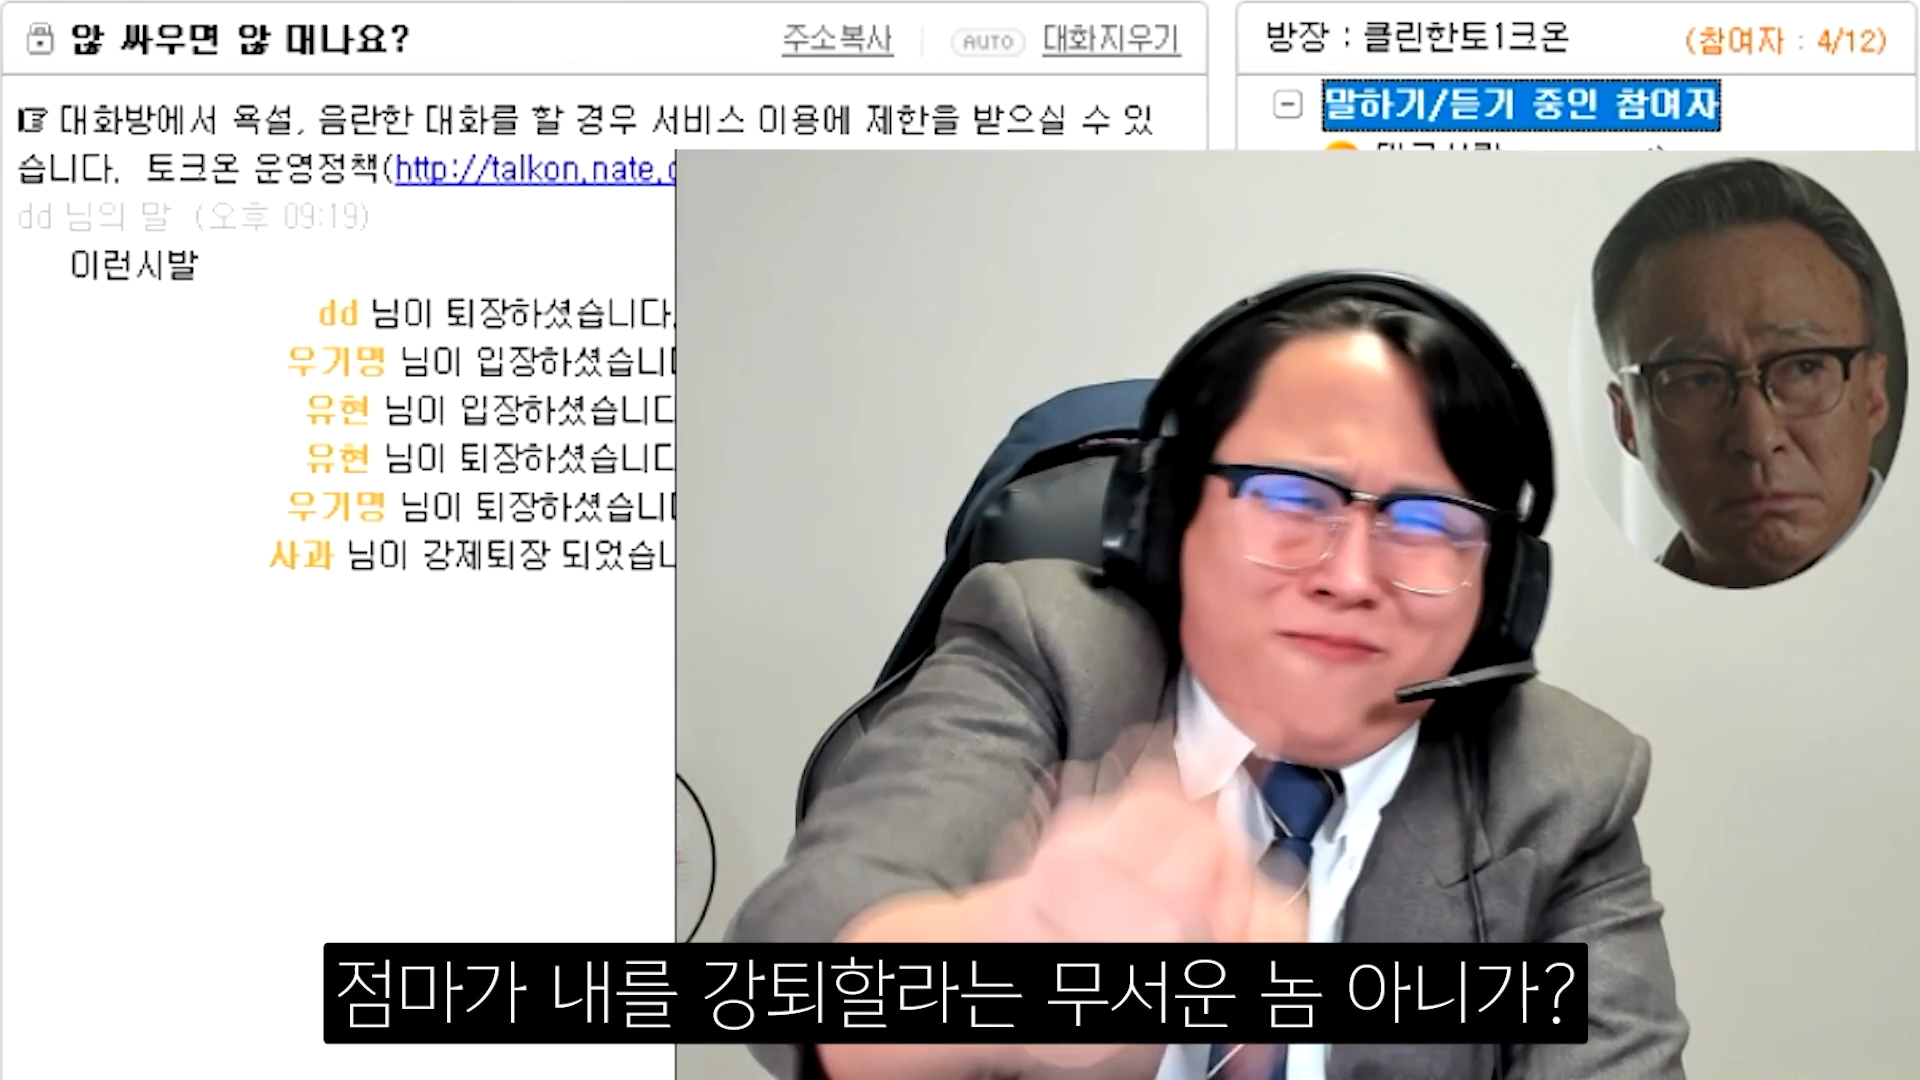 않 싸우면 않 대나요?
주소복사
AUTO
대화지우기
☞ 대화방에서 욕설, 음란한 대화를 할 경우 서비스 이용에 제한을 받으실 수 있
습니다. 토크온 운영정책(http://talkon.nate.c
dd 님의 말 (오후 09:19)
이런시발
dd 님이 퇴장하셨습니다.
우기명 님이 입장하셨습니
유현 님이 입장하셨습니다
유현 님이 퇴장하셨습니다
우기명 님이 퇴장하셨습니
사과 님이 강제퇴장 되었습니
방장 : 클린한토1크온
(참여자 : 4/12)
말하기/듣기 중인 참여자
점마가 내를 강퇴할라는 무서운 놈 아니가?